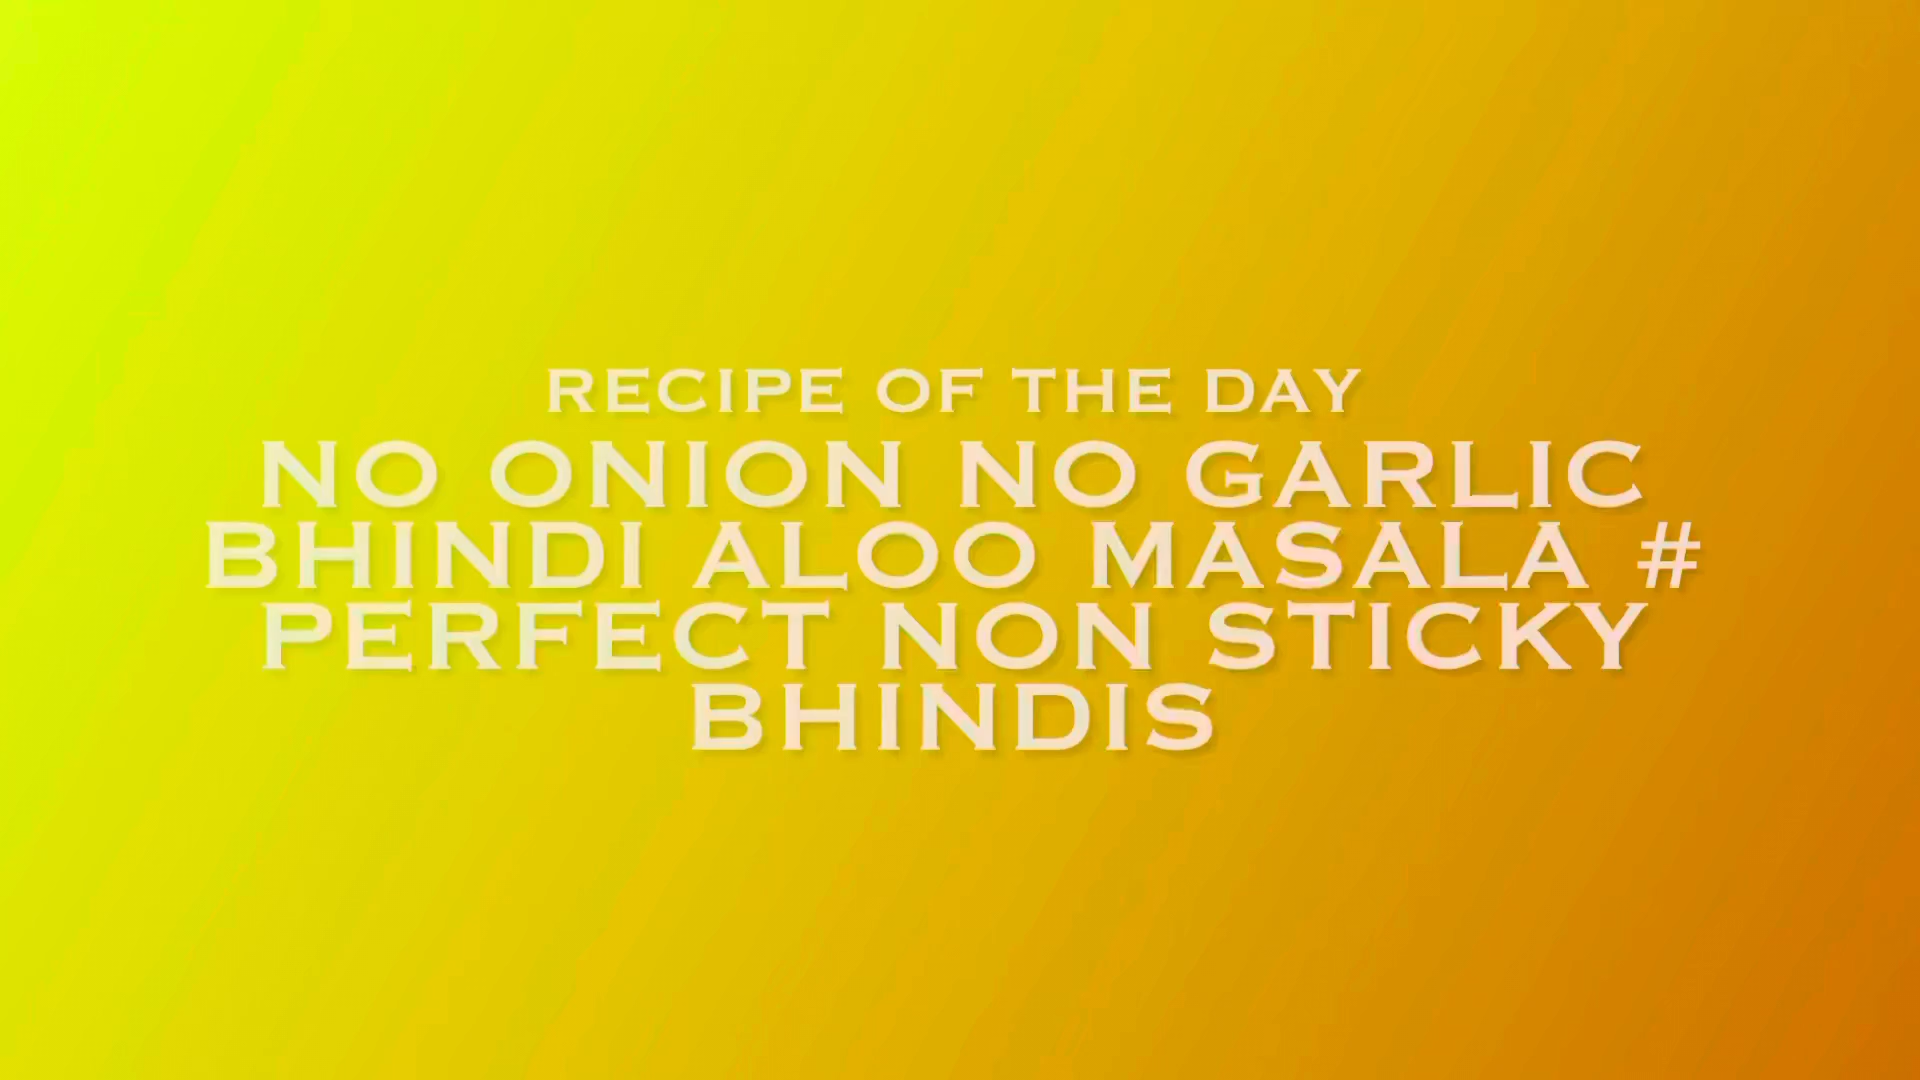 RECIPE OF THE DAY
NO ONION NO GARLIC
BHINDI ALOO MASALA #
PERFECT NON STICKY
BHINDIS